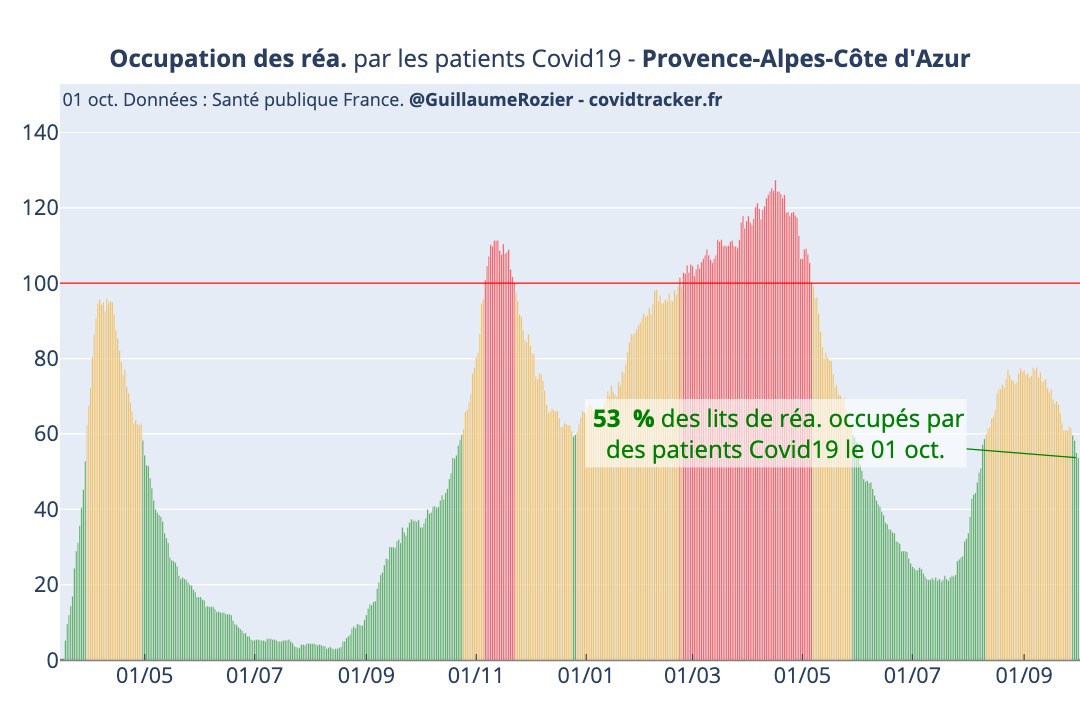 Occupation des réa. par les patients Covid19 - Provence-Alpes-Côte d'Azur
01 oct. Données : Santé publique France. @GuillaumeRozier - covidtracker.fr
140
120
100
80
60
40
20
0
53  % des lits de réa. occupés par
des patients Covid19 le 01 oct.
01/05 01/07 01/09 01/11 01/01 01/03 01/05 01/07 01/09